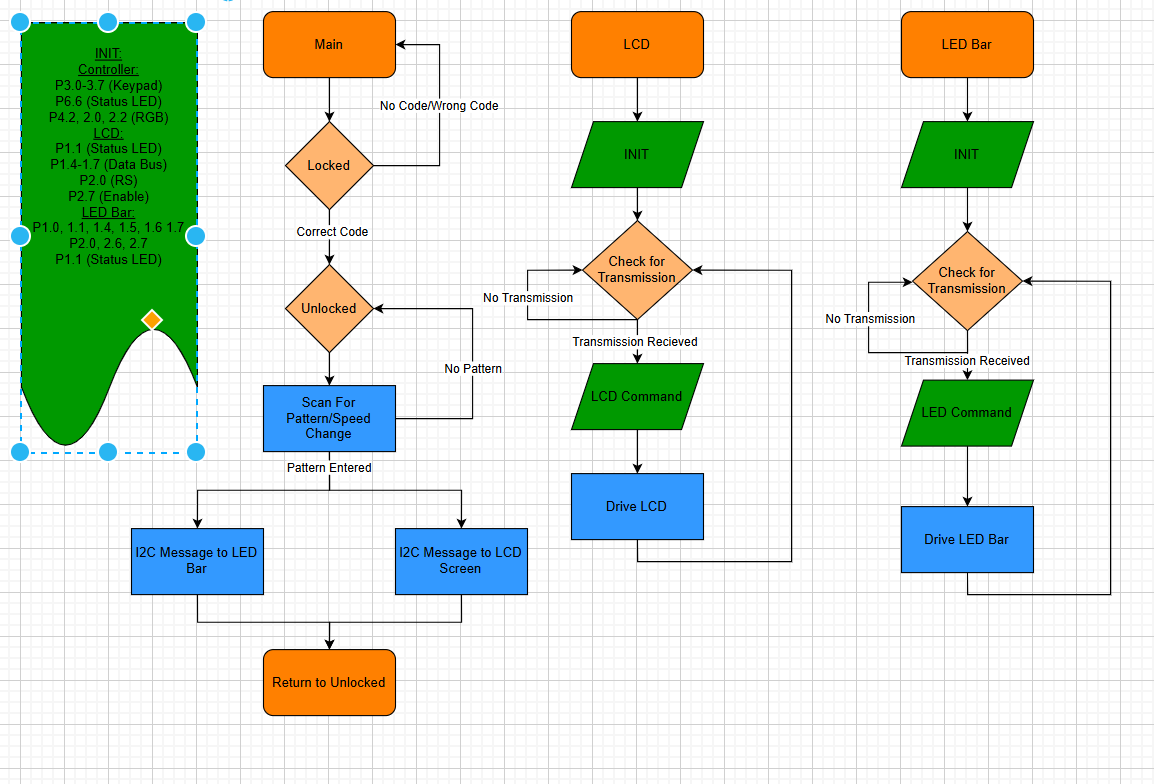 INIT:
Controller:
P3.0-3.7 (Keypad)
P6.6 (Status LED)
P4.2, 2.0, 2.2 (RGB)
LCD:
P1.1 (Status LED)
P1.4-1.7 (Data Bus)
P2.0 (RS)
P2.7 (Enable)
LED Bar:
P1.0, 1.1, 1.4, 1.5, 1.6 1.7
P2.0, 2.6, 2.7
P1.1 (Status LED)
Main
No Code/Wrong Code
Locked
Correct Code
Unlocked
No Pattern
Scan For
Pattern/Speed
Change
Pattern Entered
I2C Message to LED
Bar
I2C Message to LCD
Screen
Return to Unlocked
LCD
INIT
Check for
Transmission
No Transmission
Transmission Recieved
LCD Command
Drive LCD
LED Bar
INIT
Check for
Transmission
No Transmission
Transmission Received
LED Command
Drive LED Bar